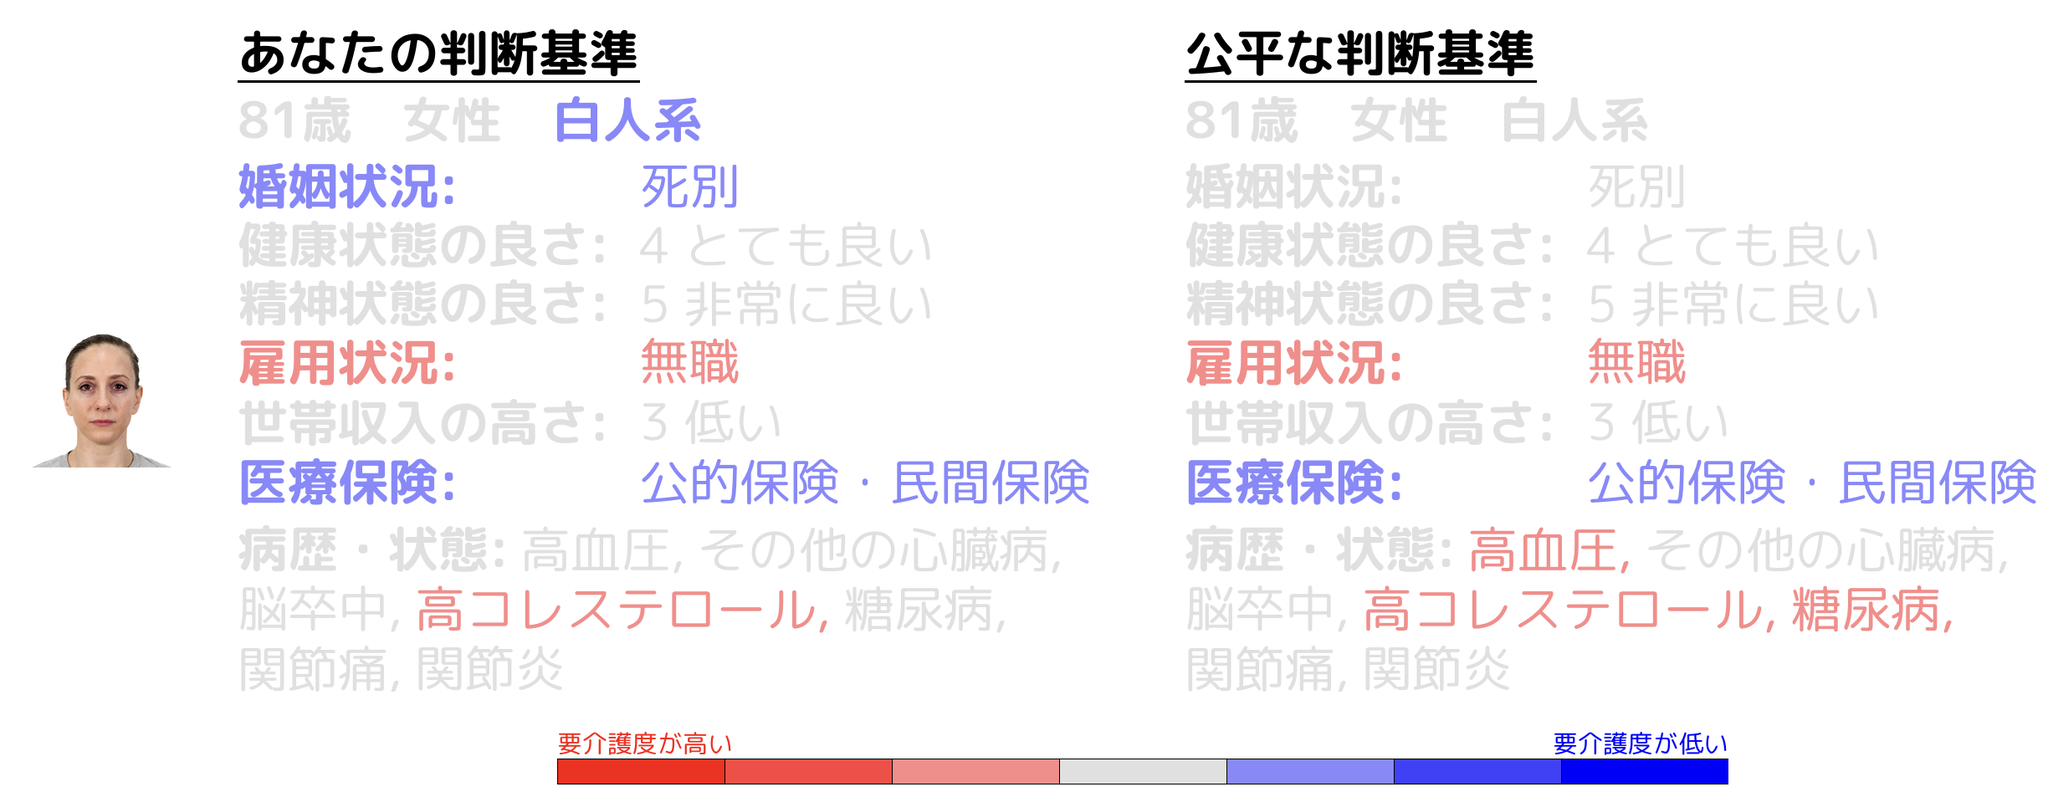 あなたの判断基準
81歳　女性　白人系
婚姻状況: 死別
健康状態の良さ: 4 とても良い
精神状態の良さ: 5 非常に良い
雇用状況: 無職
世帯収入の高さ: 3 低い
医療保険: 公的保険・民間保険
病歴・状態: 高血圧, その他の心臓病,
脳卒中, 高コレステロール, 糖尿病,
関節痛, 関節炎
公平な判断基準
81歳　女性　白人系
婚姻状況: 死別
健康状態の良さ: 4 とても良い
精神状態の良さ: 5 非常に良い
雇用状況: 無職
世帯収入の高さ: 3 低い
医療保険: 公的保険・民間保険
病歴・状態: 高血圧, その他の心臓病,
脳卒中, 高コレステロール, 糖尿病,
関節痛, 関節炎
要介護度が高い
要介護度が低い